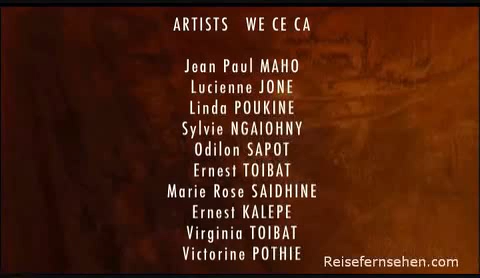 ARTISTS WE CE CA
Jean Paul MAHO
Lucienne JONE
Linda POUKINE
Sylvie NGAIOHNY
Odilon SAPOT
Ernest TOIBAT
Marie Rose SAIDHINE
Ernest KALEPE
Virginia TOIBAT
Victorine POTHIE
Reisefernsehen.com